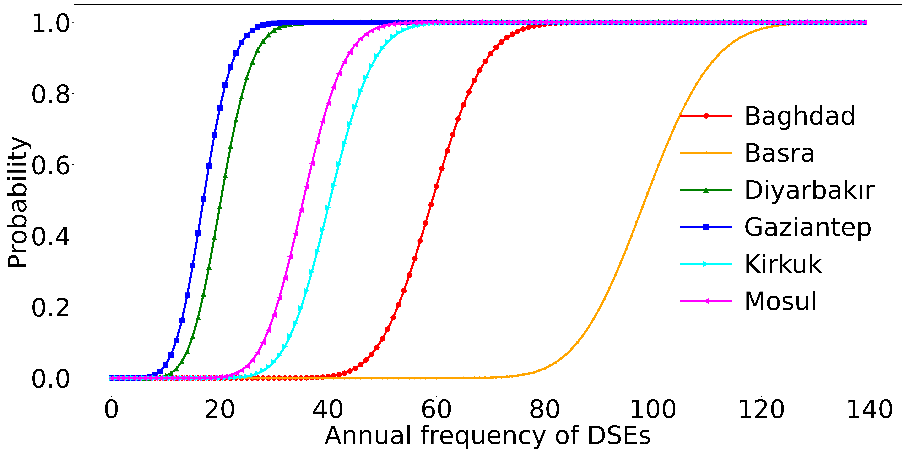 1.0
0.8
0.6
0.4
0.2
0.0
Probability
0 20 40 60 80 100 120 140
Annual frequency of DSEs
Baghdad
Basra
Diyarbakır
Gaziantep
Kirkuk
Mosul